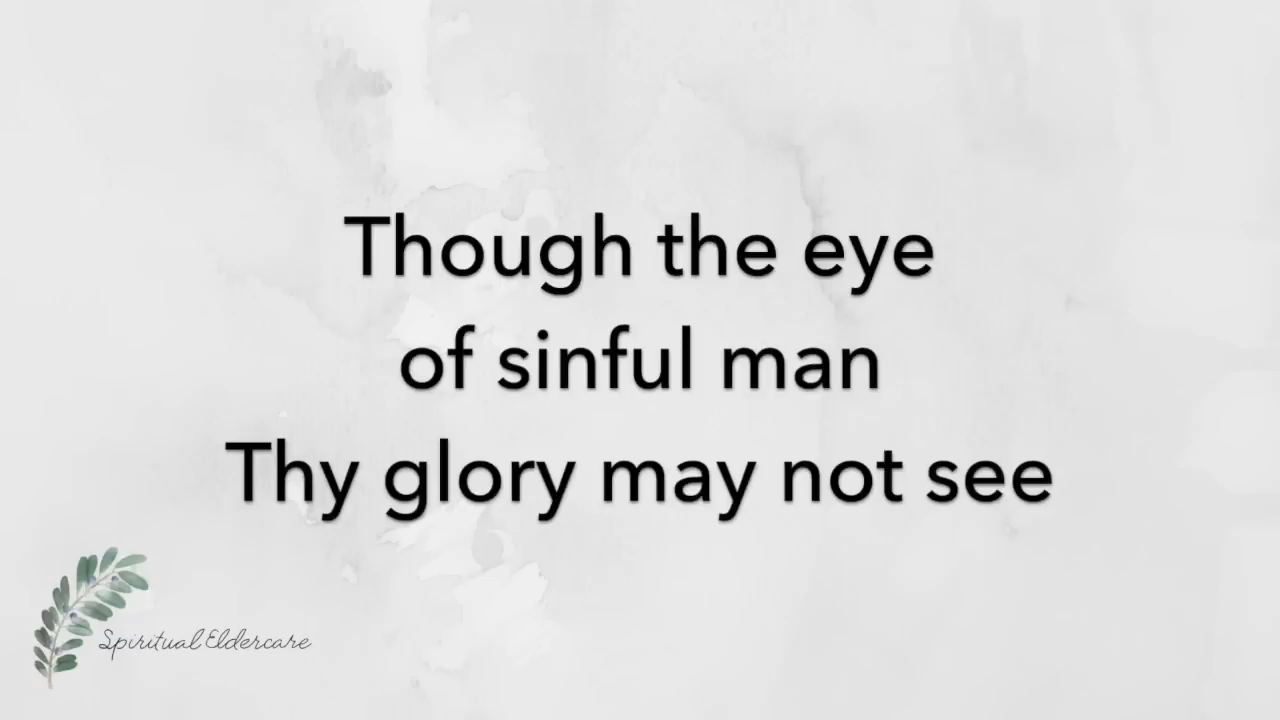 Though the eye
of sinful man
Thy glory may not see
Spiritual Eldercare